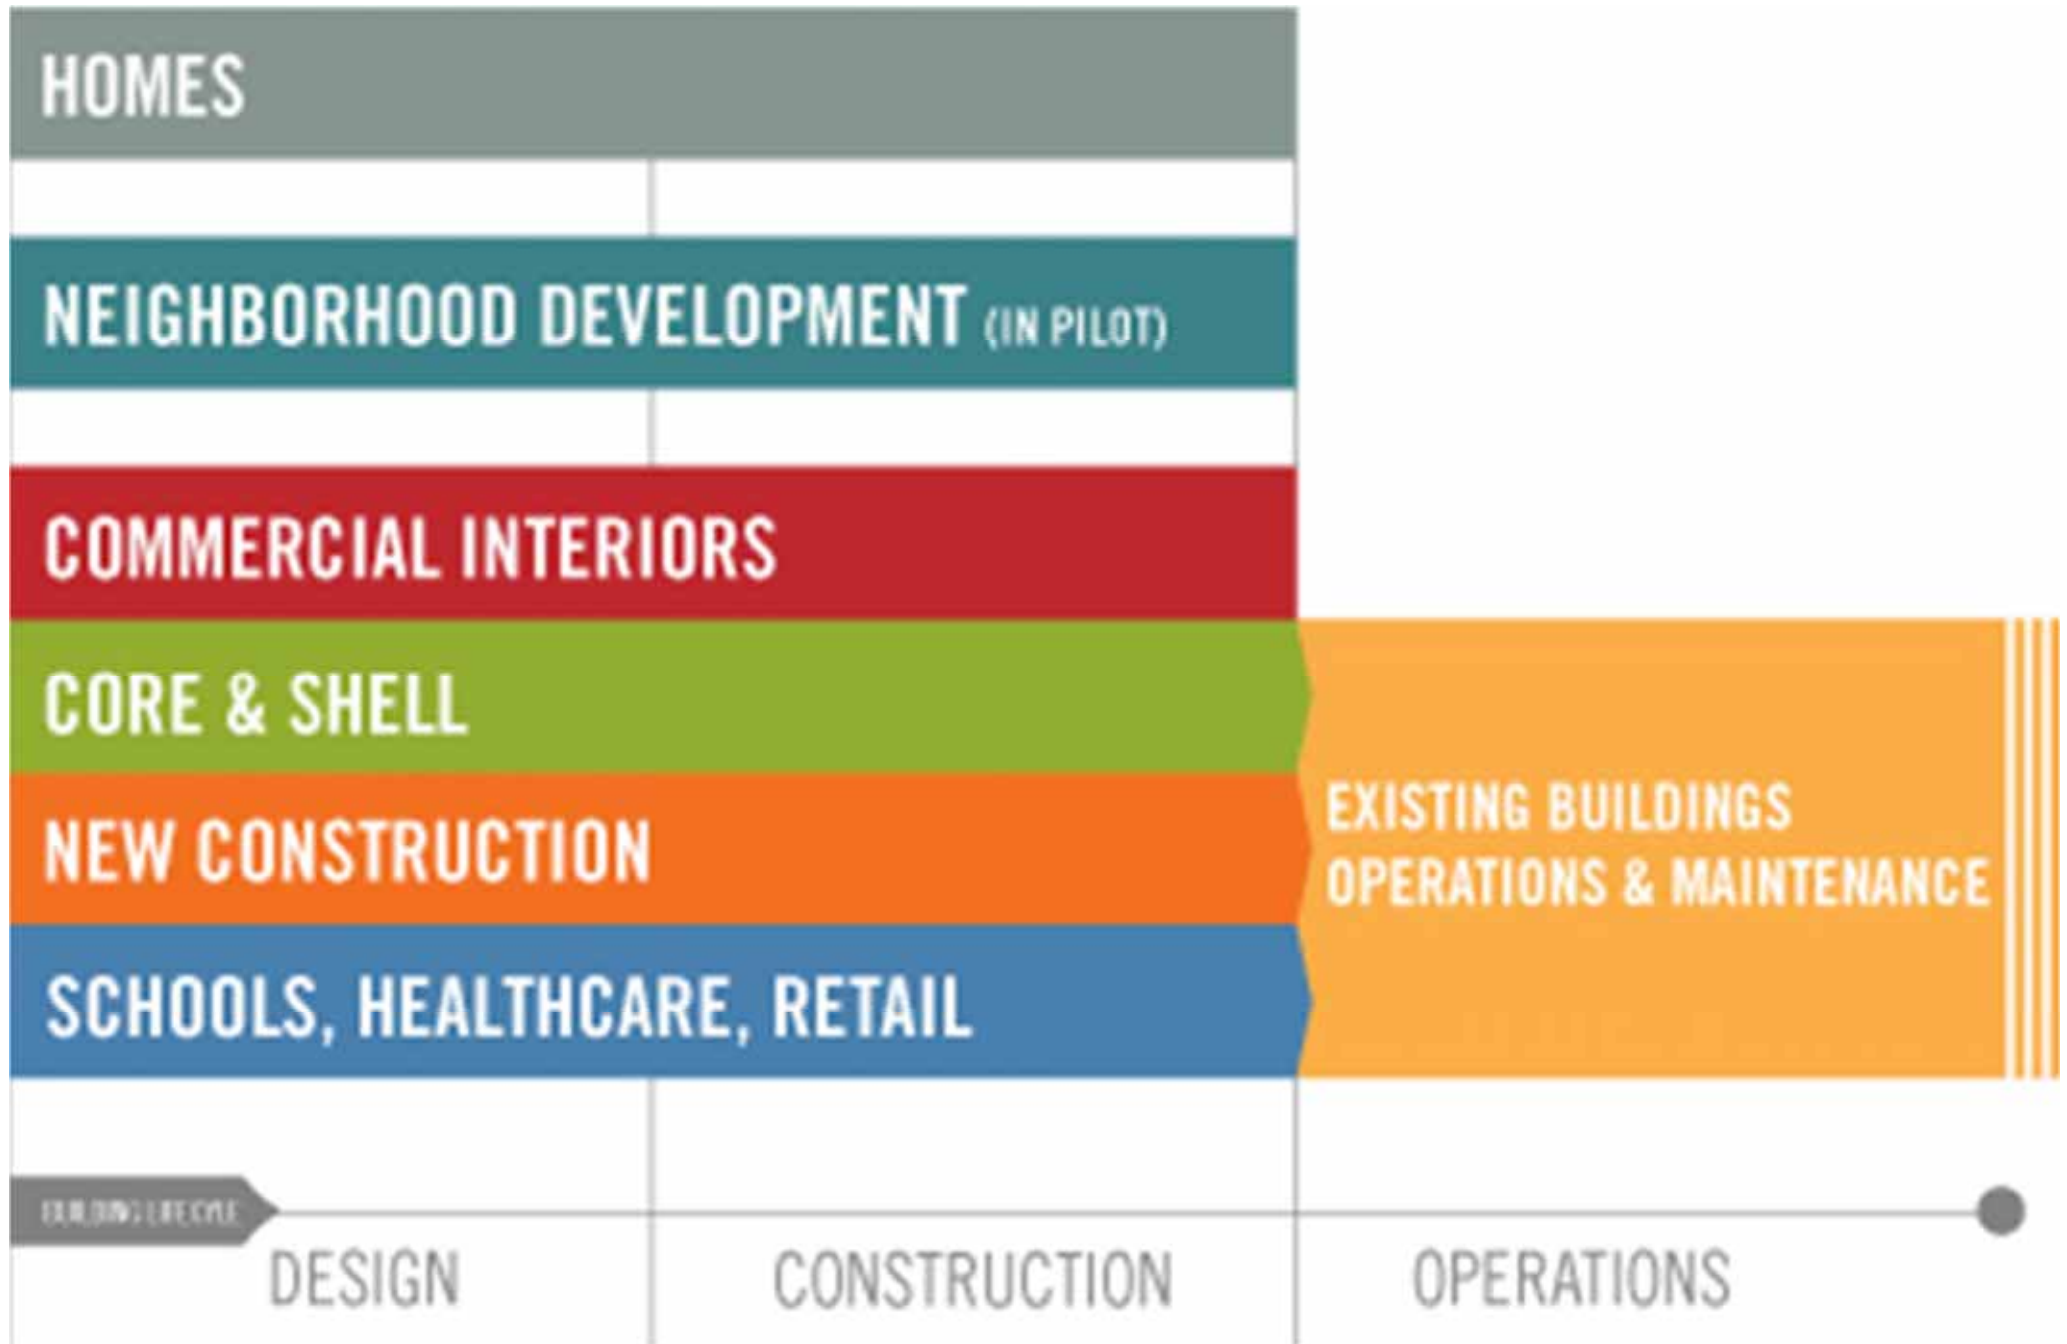 HOMES
NEIGHBORHOOD DEVELOPMENT (IN PILOT)
COMMERCIAL INTERIORS
CORE & SHELL
NEW CONSTRUCTION
EXISTING BUILDINGS
OPERATIONS & MAINTENANCE
SCHOOLS, HEALTHCARE, RETAIL
BUILDING
DESIGN
CONSTRUCTION
OPERATIONS